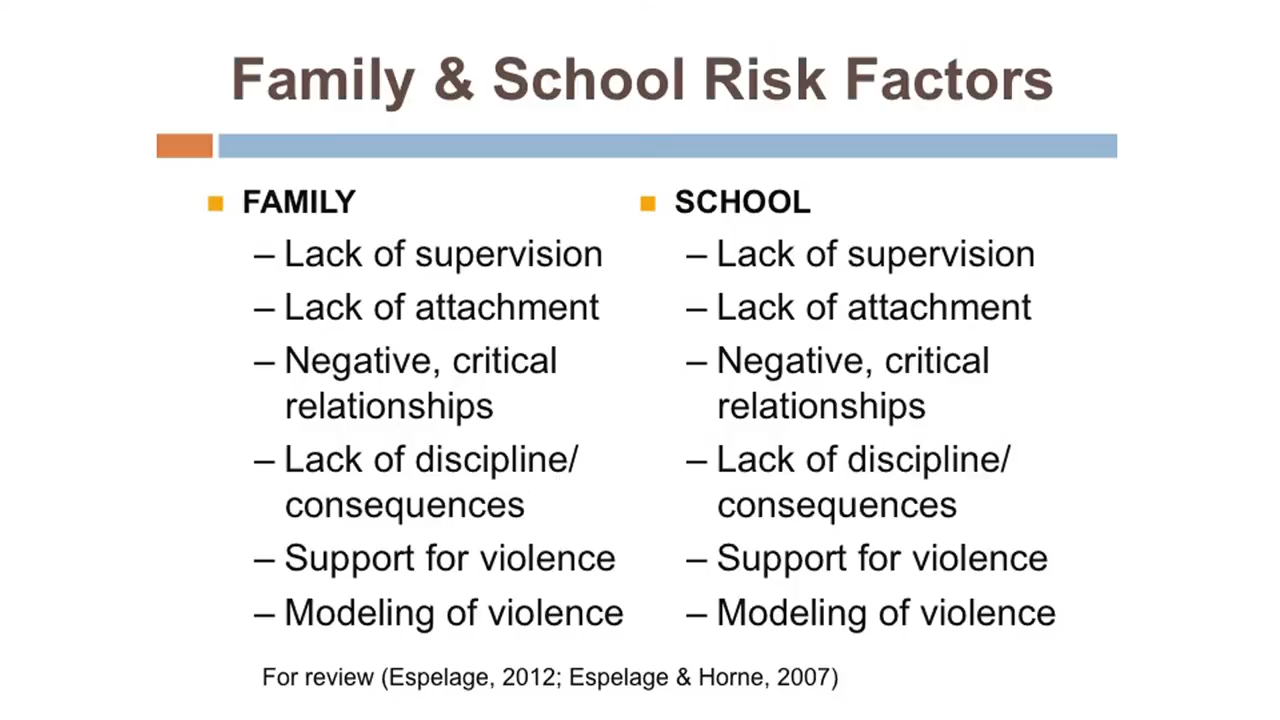 Family & School Risk Factors
FAMILY
– Lack of supervision
– Lack of attachment
– Negative, critical
relationships
– Lack of discipline/
consequences
– Support for violence
– Modeling of violence
SCHOOL
– Lack of supervision
– Lack of attachment
– Negative, critical
relationships
– Lack of discipline/
consequences
– Support for violence
– Modeling of violence
For review (Espelage, 2012; Espelage & Horne, 2007)